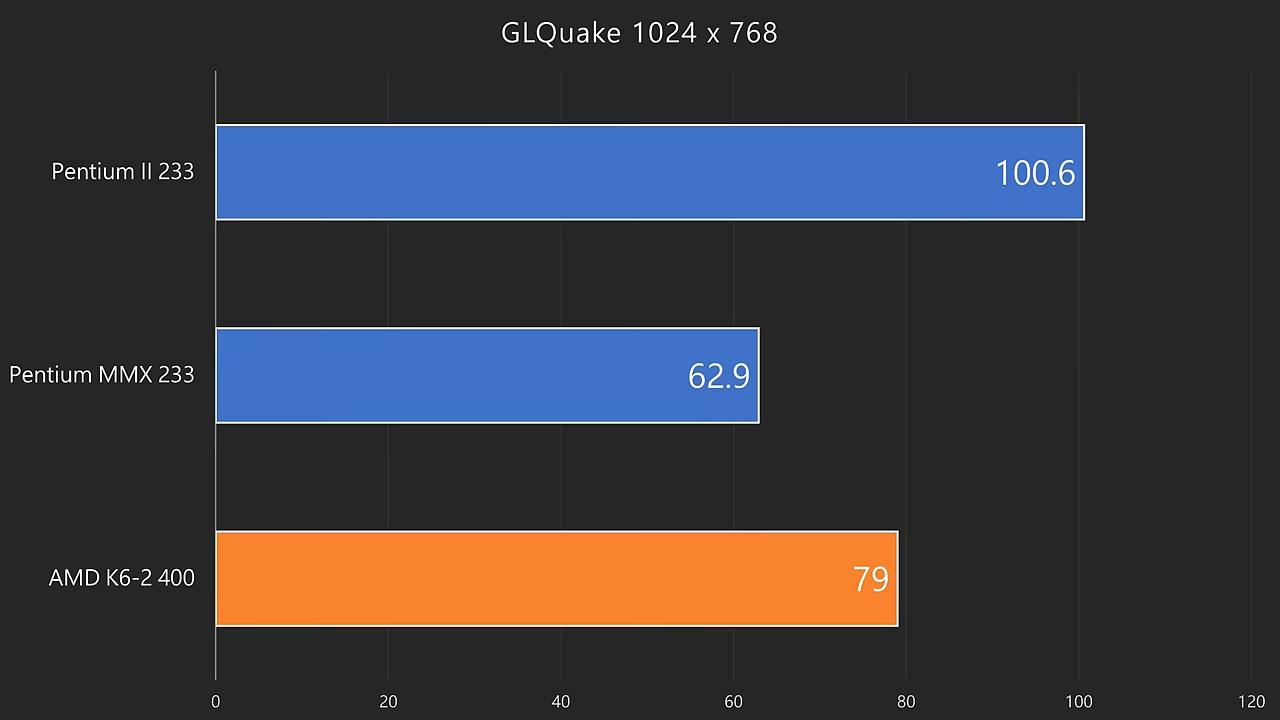 GLQuake 1024 x 768
Pentium II 233
100.6
Pentium MMX 233
62.9
AMD K6-2 400
79
0 20 40 60 80 100 120